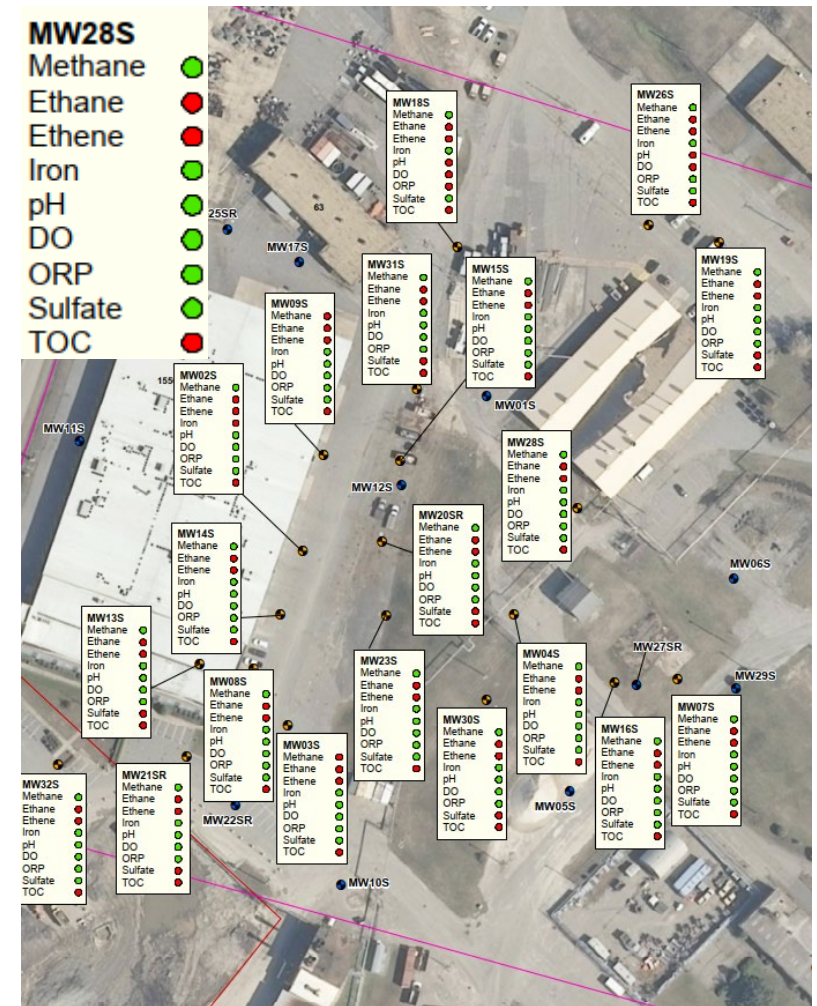 MW28S
Methane
Ethane
Ethene
Iron
pH
DO
ORP
Sulfate
TOC
MW18S
Methane
Ethane
Ethene
Iron
pH
DO
ORP
Sulfate
TOC
MW26S
Methane
Ethane
Ethene
Iron
pH
DO
ORP
Sulfate
TOC
63
25SR
MW17S
MW31S
Methane
Ethane
Ethene
Iron
pH
DO
ORP
Sulfate
TOC
MW15S
Methane
Ethane
Ethene
Iron
pH
DO
ORP
Sulfate
TOC
MW19S
Methane
Ethane
Ethene
Iron
pH
DO
ORP
Sulfate
TOC
MW09S
Methane
Ethane
Ethene
Iron
pH
DO
ORP
Sulfate
TOC
MW02S
Methane
Ethane
Ethene
Iron
pH
DO
ORP
Sulfate
TOC
MW01S
MW11S
MW28S
Methane
Ethane
Ethene
Iron
pH
DO
ORP
Sulfate
TOC
MW12S
MW20SR
Methane
Ethane
Ethene
Iron
pH
DO
ORP
Sulfate
TOC
MW14S
Methane
Ethane
Ethene
Iron
pH
DO
ORP
Sulfate
TOC
MW06S
MW13S
Methane
Ethane
Ethene
Iron
pH
DO
ORP
Sulfate
TOC
MW08S
Methane
Ethane
Ethene
Iron
pH
DO
ORP
Sulfate
TOC
MW23S
Methane
Ethane
Ethene
Iron
pH
DO
ORP
Sulfate
TOC
MW04S
Methane
Ethane
Ethene
Iron
pH
DO
ORP
Sulfate
TOC
MW27SR
MW29S
MW30S
Methane
Ethane
Ethene
Iron
pH
DO
ORP
Sulfate
TOC
MW16S
Methane
Ethane
Ethene
Iron
pH
DO
ORP
Sulfate
TOC
MW07S
Methane
Ethane
Ethene
Iron
pH
DO
ORP
Sulfate
TOC
MW03S
Methane
Ethane
Ethene
Iron
pH
DO
ORP
Sulfate
TOC
MW21SR
Methane
Ethane
Ethene
Iron
pH
DO
ORP
Sulfate
TOC
MW32S
Methane
Ethane
Ethene
Iron
pH
DO
ORP
Sulfate
TOC
MW22SR
MW05S
MW10S